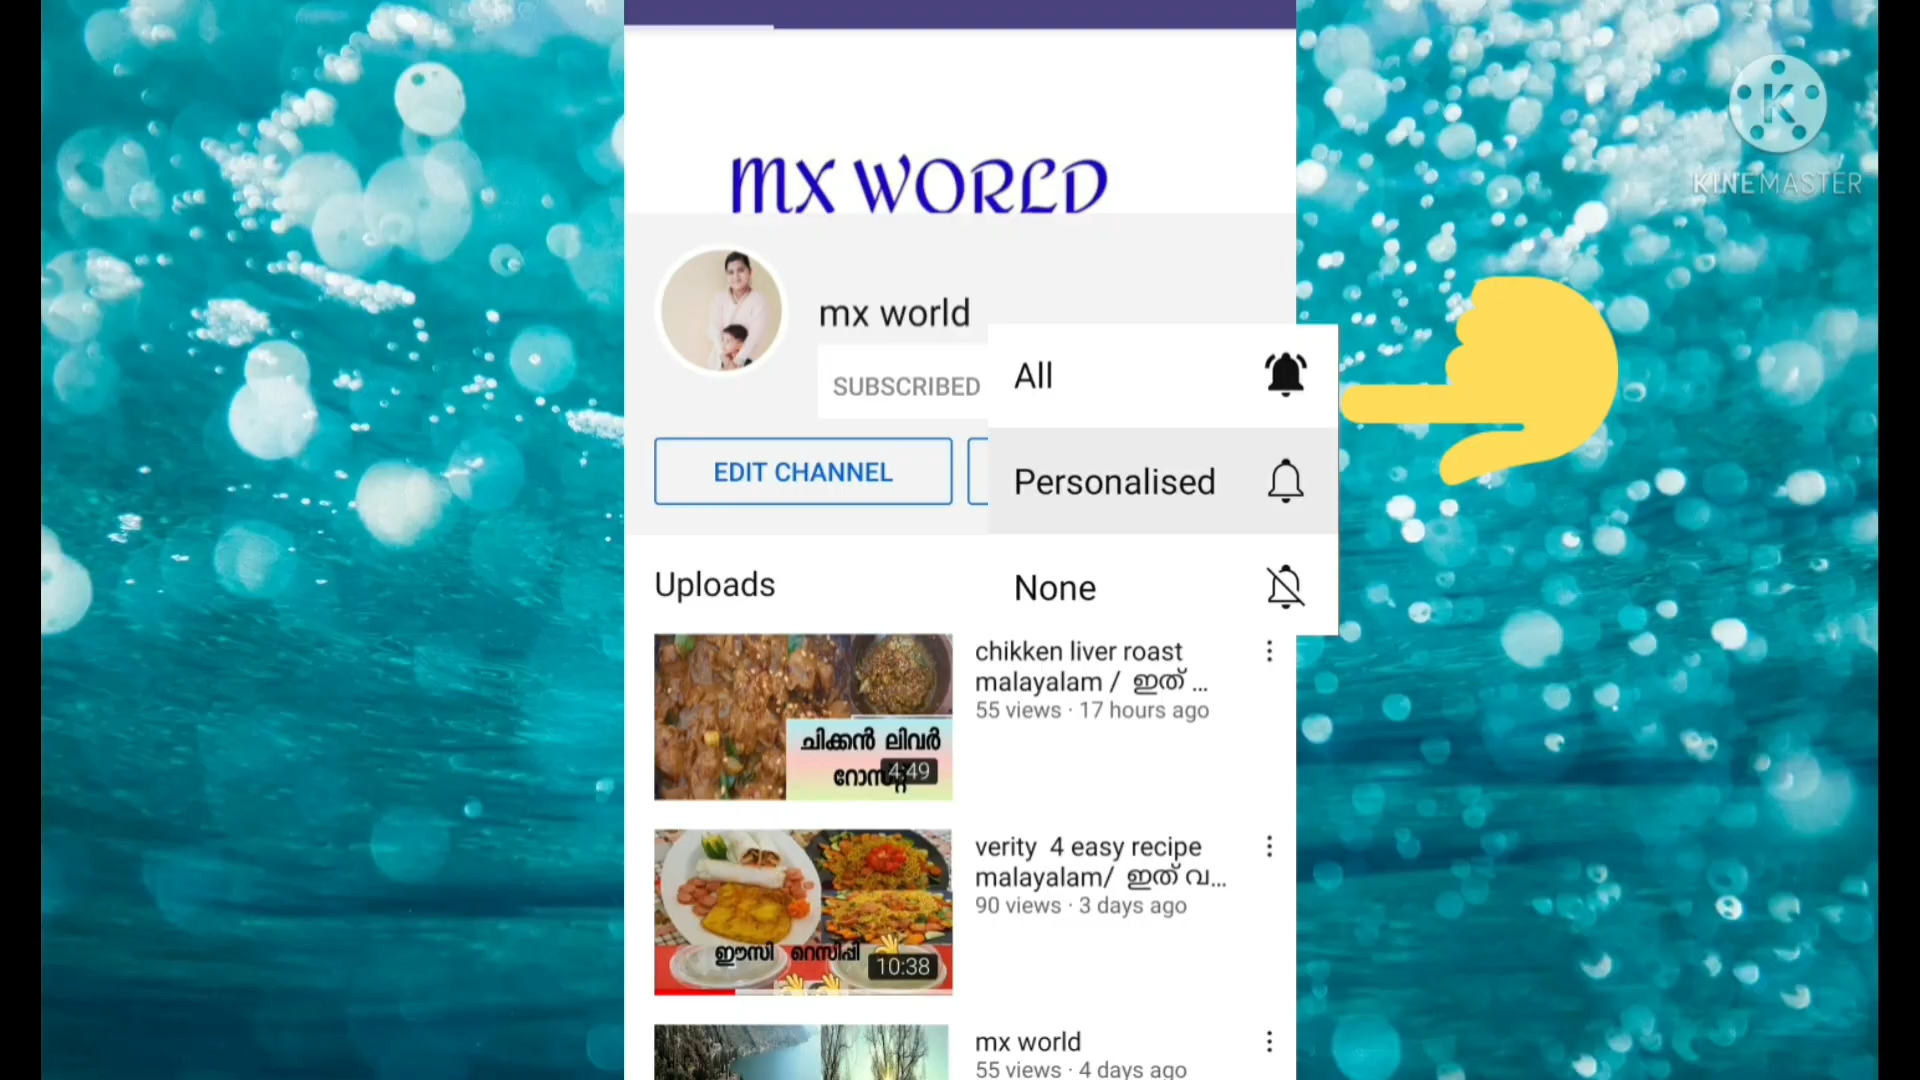 MX WORLD
KINEMASTER
mx world
SUBSCRIBED
All
EDIT CHANNEL
Personalised
Uploads
None
chikken liver roast
malayalam / ഇത് ...
55 views · 17 hours ago
ചിക്കൻ ലിവർ
റോസ്റ്റ്
4:49
verity 4 easy recipe
malayalam/ ഇത് വ...
90 views · 3 days ago
ഈസി റെസിപ്പി
10:38
mx world
55 views · 4 days ago